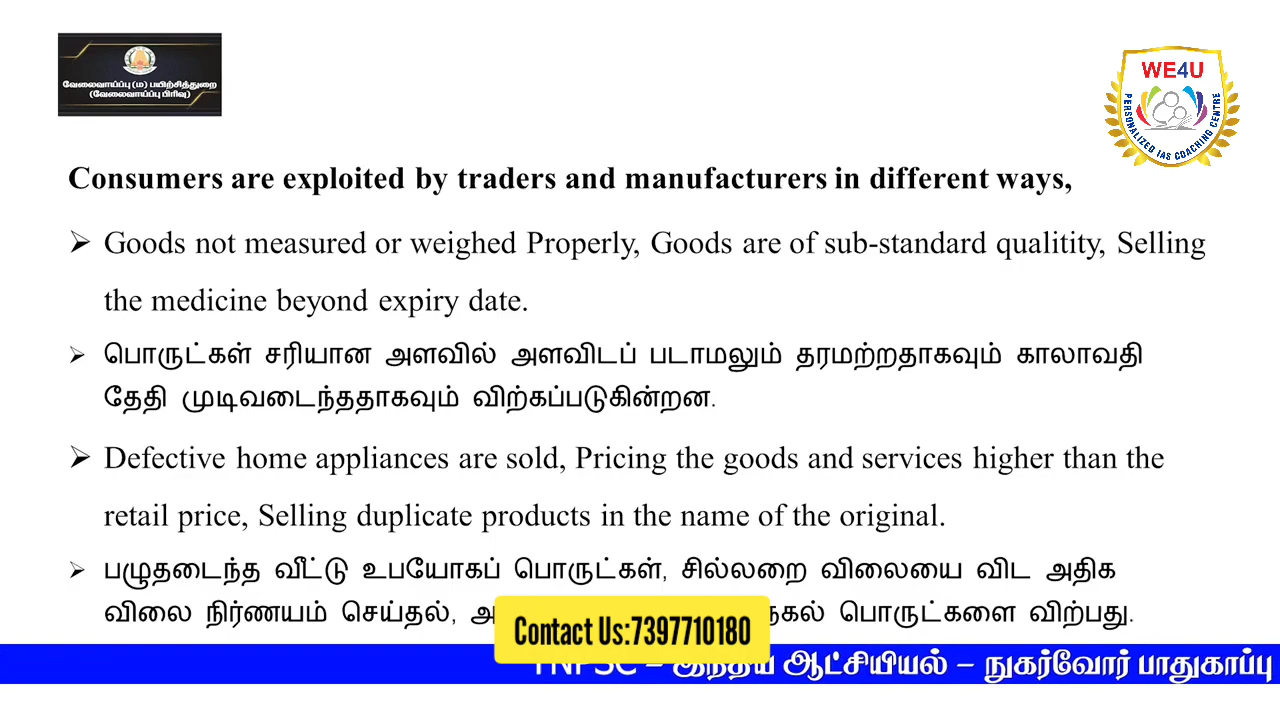 வேலைவாய்ப்பு (ம) பயிற்சித்துறை
(வேலைவாய்ப்பு பிரிவு)
WE4U
PERSONALIZED IAS COACHING CENTRE
Consumers are exploited by traders and manufacturers in different ways,
➢ Goods not measured or weighed Properly, Goods are of sub-standard qualitity, Selling
the medicine beyond expiry date.
➢ பொருட்கள் சரியான அளவில் அளவிடப் படாமலும் தரமற்றதாகவும் காலாவதி
தேதி முடிவடைந்ததாகவும் விற்கப்படுகின்றன.
➢ Defective home appliances are sold, Pricing the goods and services higher than the
retail price, Selling duplicate products in the name of the original.
➢ பழுதடைந்த வீட்டு உபயோகப் பொருட்கள், சில்லறை விலையை விட அதிக
விலை நிர்ணயம் செய்தல், பொருட்களை விற்பது.
Contact Us:7397710180
TNPSC – இந்திய ஆட்சியியல் – நுகர்வோர் பாதுகாப்பு